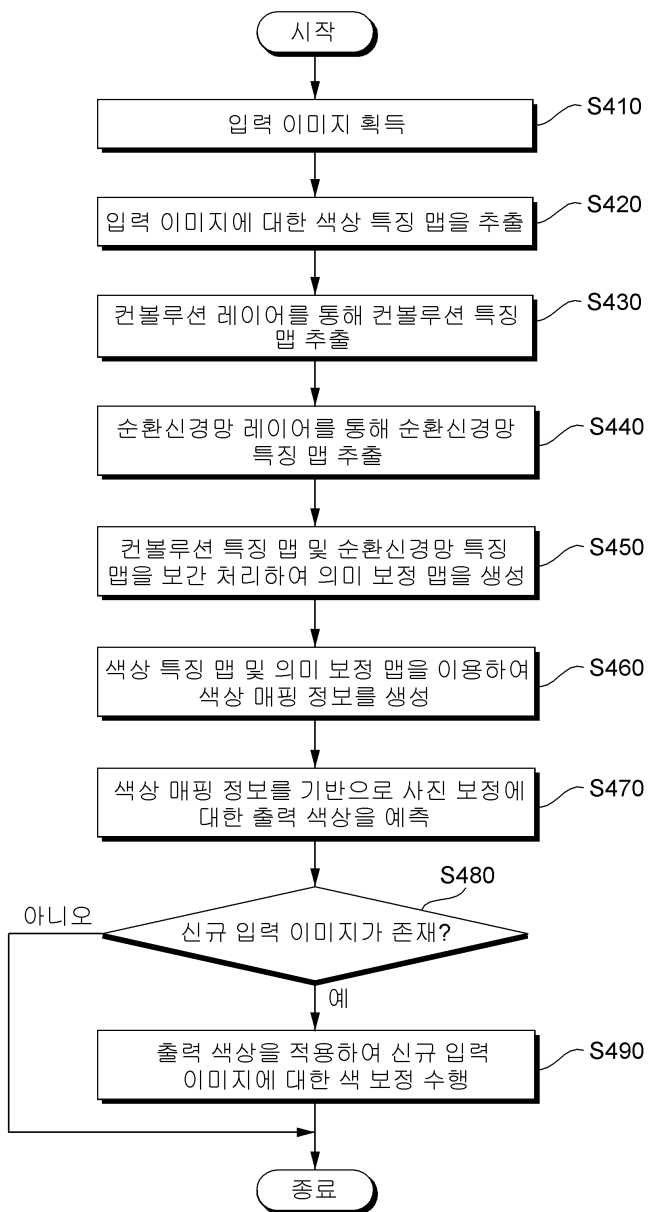 시작
입력 이미지 획득
S410
입력 이미지에 대한 색상 특징 맵을 추출
S420
컨볼루션 레이어를 통해 컨볼루션 특징
맵 추출
S430
순환신경망 레이어를 통해 순환신경망
특징 맵 추출
S440
컨볼루션 특징 맵 및 순환신경망 특징
맵을 보간 처리하여 의미 보정 맵을 생성
S450
색상 특징 맵 및 의미 보정 맵을 이용하여
색상 매핑 정보를 생성
S460
색상 매핑 정보를 기반으로 사진 보정에
대한 출력 색상을 예측
S470
S480
아니오
신규 입력 이미지가 존재?
예
출력 색상을 적용하여 신규 입력
이미지에 대한 색 보정 수행
S490
종료